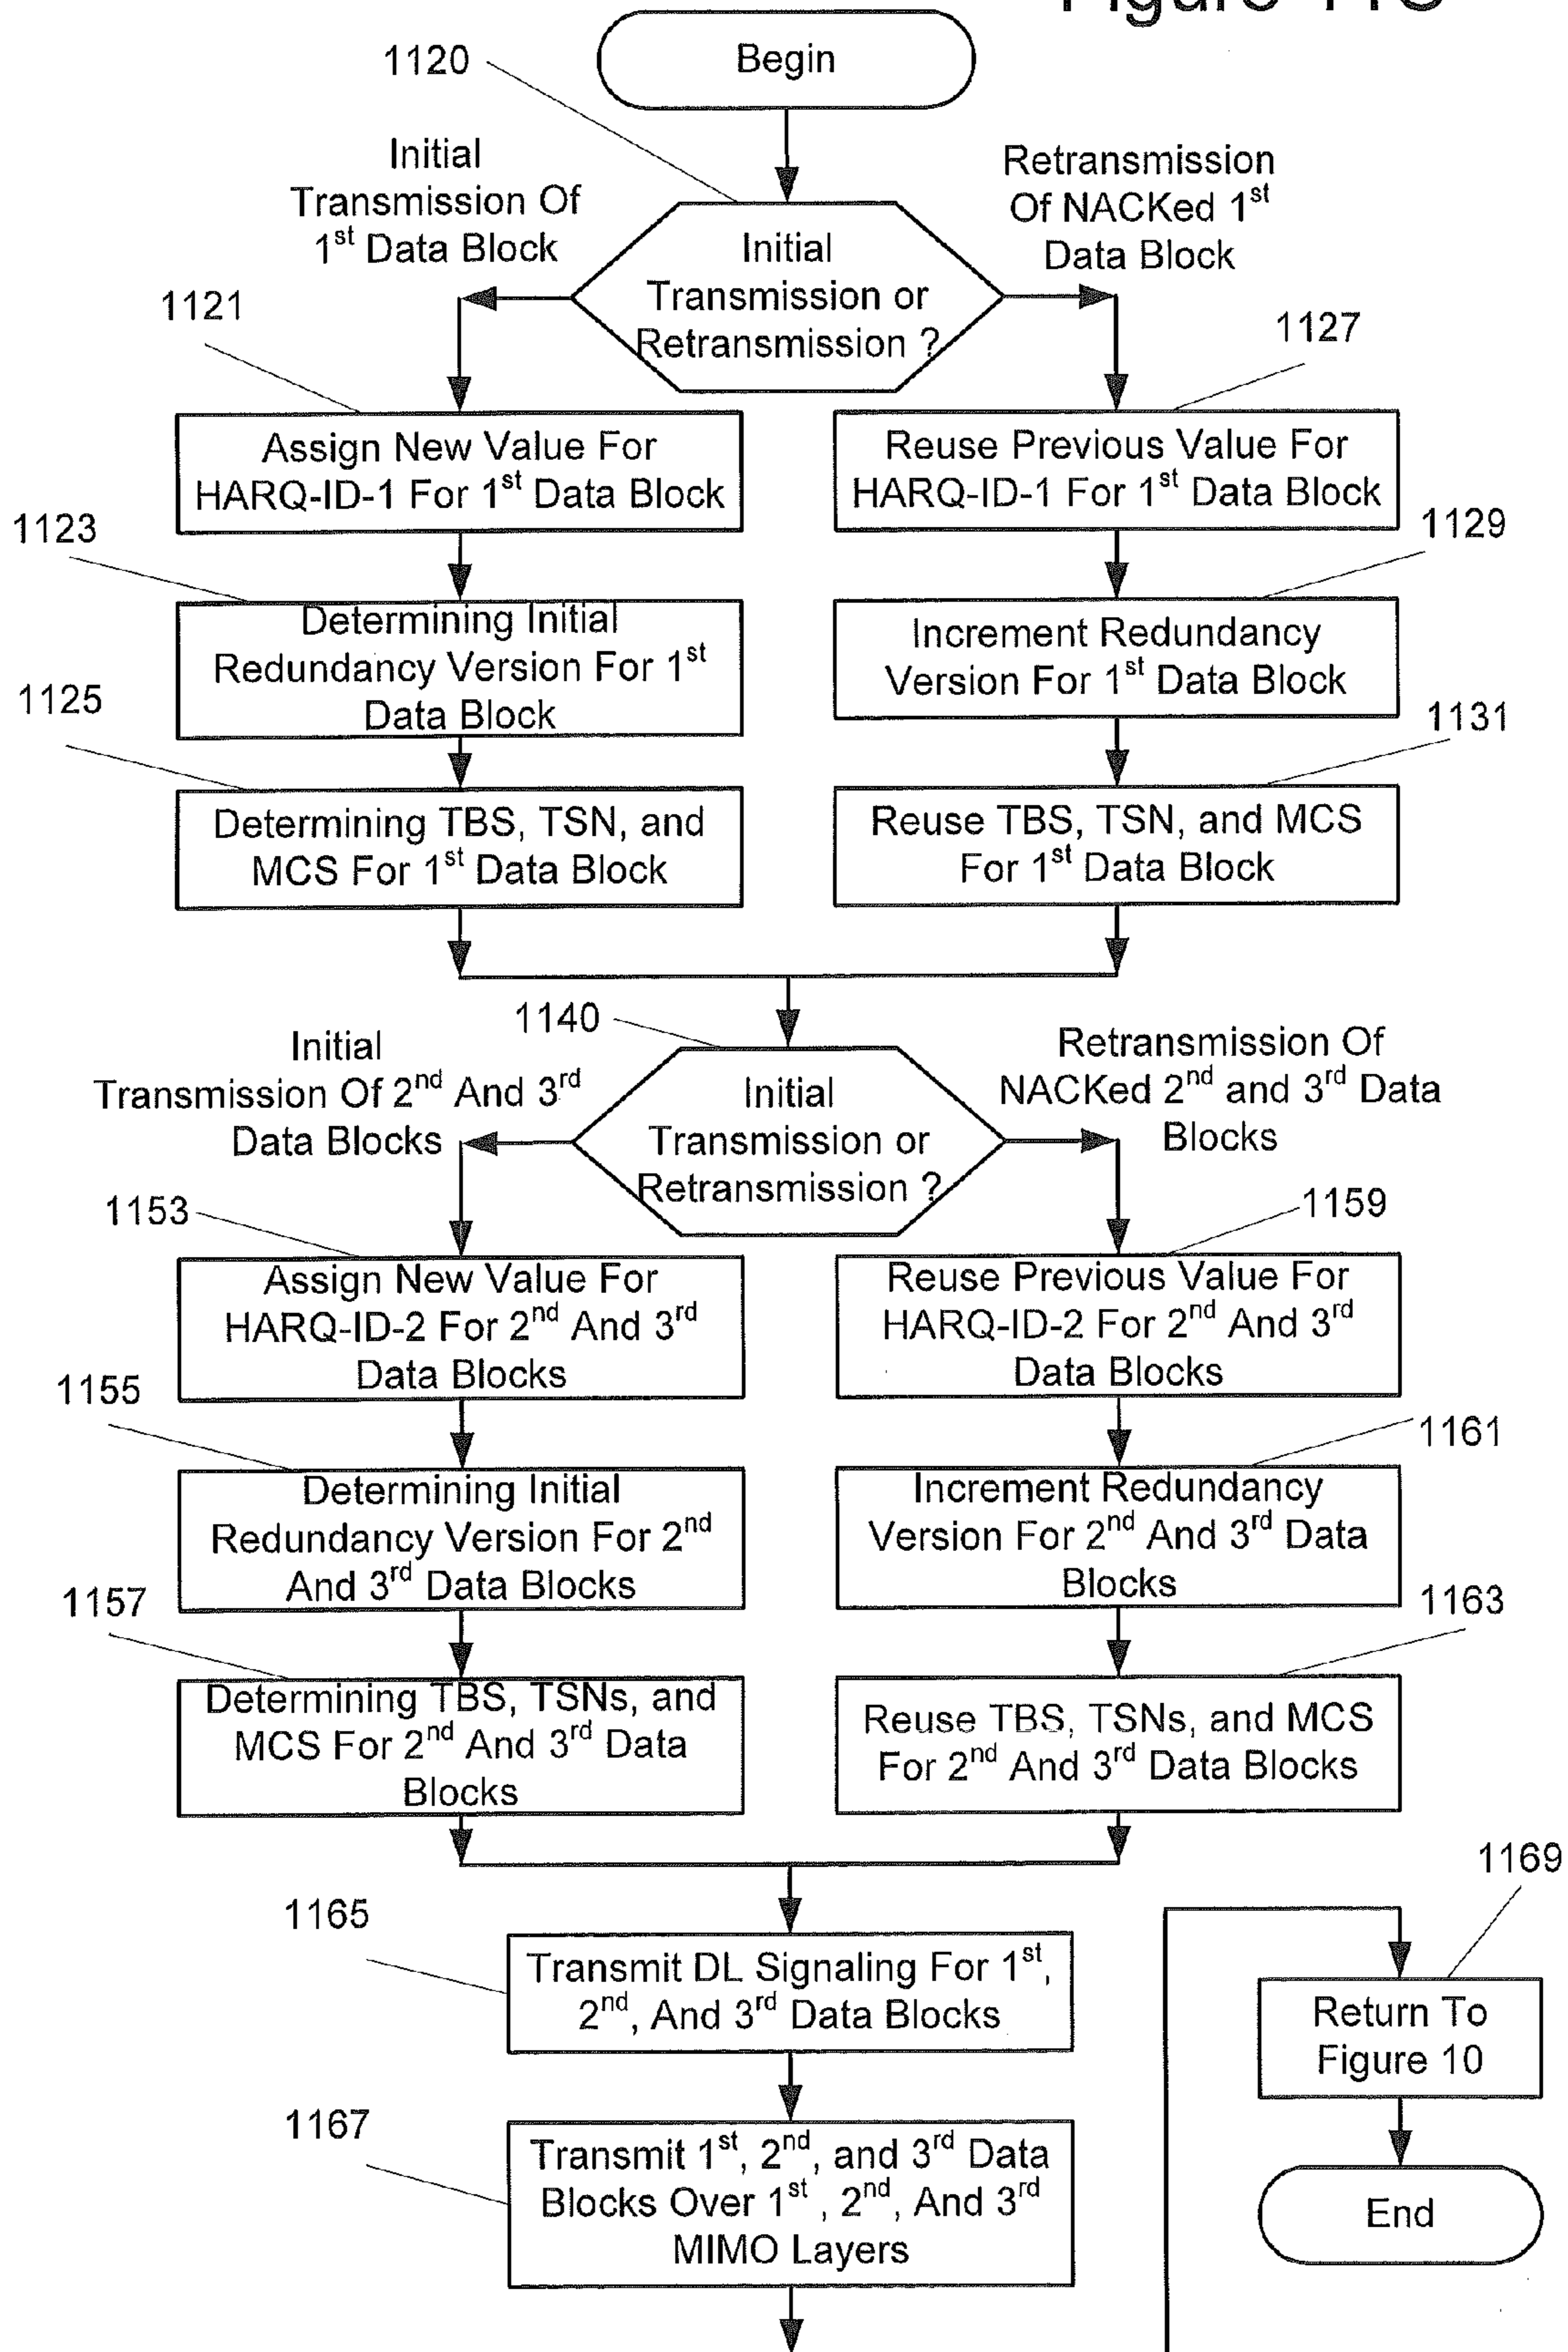 Figure 11C
Begin
1120
Initial
Transmission Of
1st Data Block
Retransmission
Of NACKed 1st
Data Block
Initial
Transmission or
Retransmission ?
1121
1127
Assign New Value For
HARQ-ID-1 For 1st Data Block
Reuse Previous Value For
HARQ-ID-1 For 1st Data Block
1123
1129
Determining Initial
Redundancy Version For 1st
Data Block
Increment Redundancy
Version For 1st Data Block
1125
1131
Determining TBS, TSN, and
MCS For 1st Data Block
Reuse TBS, TSN, and MCS
For 1st Data Block
1140
Initial
Transmission Of 2nd And 3rd
Data Blocks
Retransmission Of
NACKed 2nd and 3rd Data
Blocks
Initial
Transmission or
Retransmission ?
1153
1159
Assign New Value For
HARQ-ID-2 For 2nd And 3rd
Data Blocks
Reuse Previous Value For
HARQ-ID-2 For 2nd And 3rd
Data Blocks
1155
1161
Determining Initial
Redundancy Version For 2nd
And 3rd Data Blocks
Increment Redundancy
Version For 2nd And 3rd Data
Blocks
1157
1163
Determining TBS, TSNs, and
MCS For 2nd And 3rd Data
Blocks
Reuse TBS, TSNs, and MCS
For 2nd And 3rd Data Blocks
1165
Transmit DL Signaling For 1st,
2nd, And 3rd Data Blocks
1167
Transmit 1st, 2nd, and 3rd Data
Blocks Over 1st , 2nd, And 3rd
MIMO Layers
1169
Return To
Figure 10
End